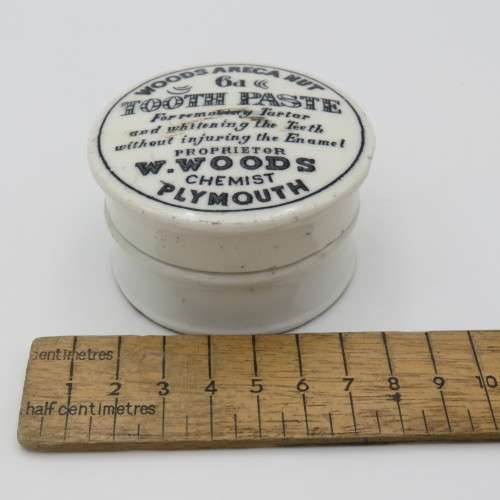 WOODS ARECA NUT
6d
TOOTH PASTE
For removing Tartar
and whitening the Teeth
without injuring the Enamel
PROPRIETOR
W. WOODS
CHEMIST
PLYMOUTH
centimetres
1 2 3 4 5 6 7 8 9 10
half centimetres